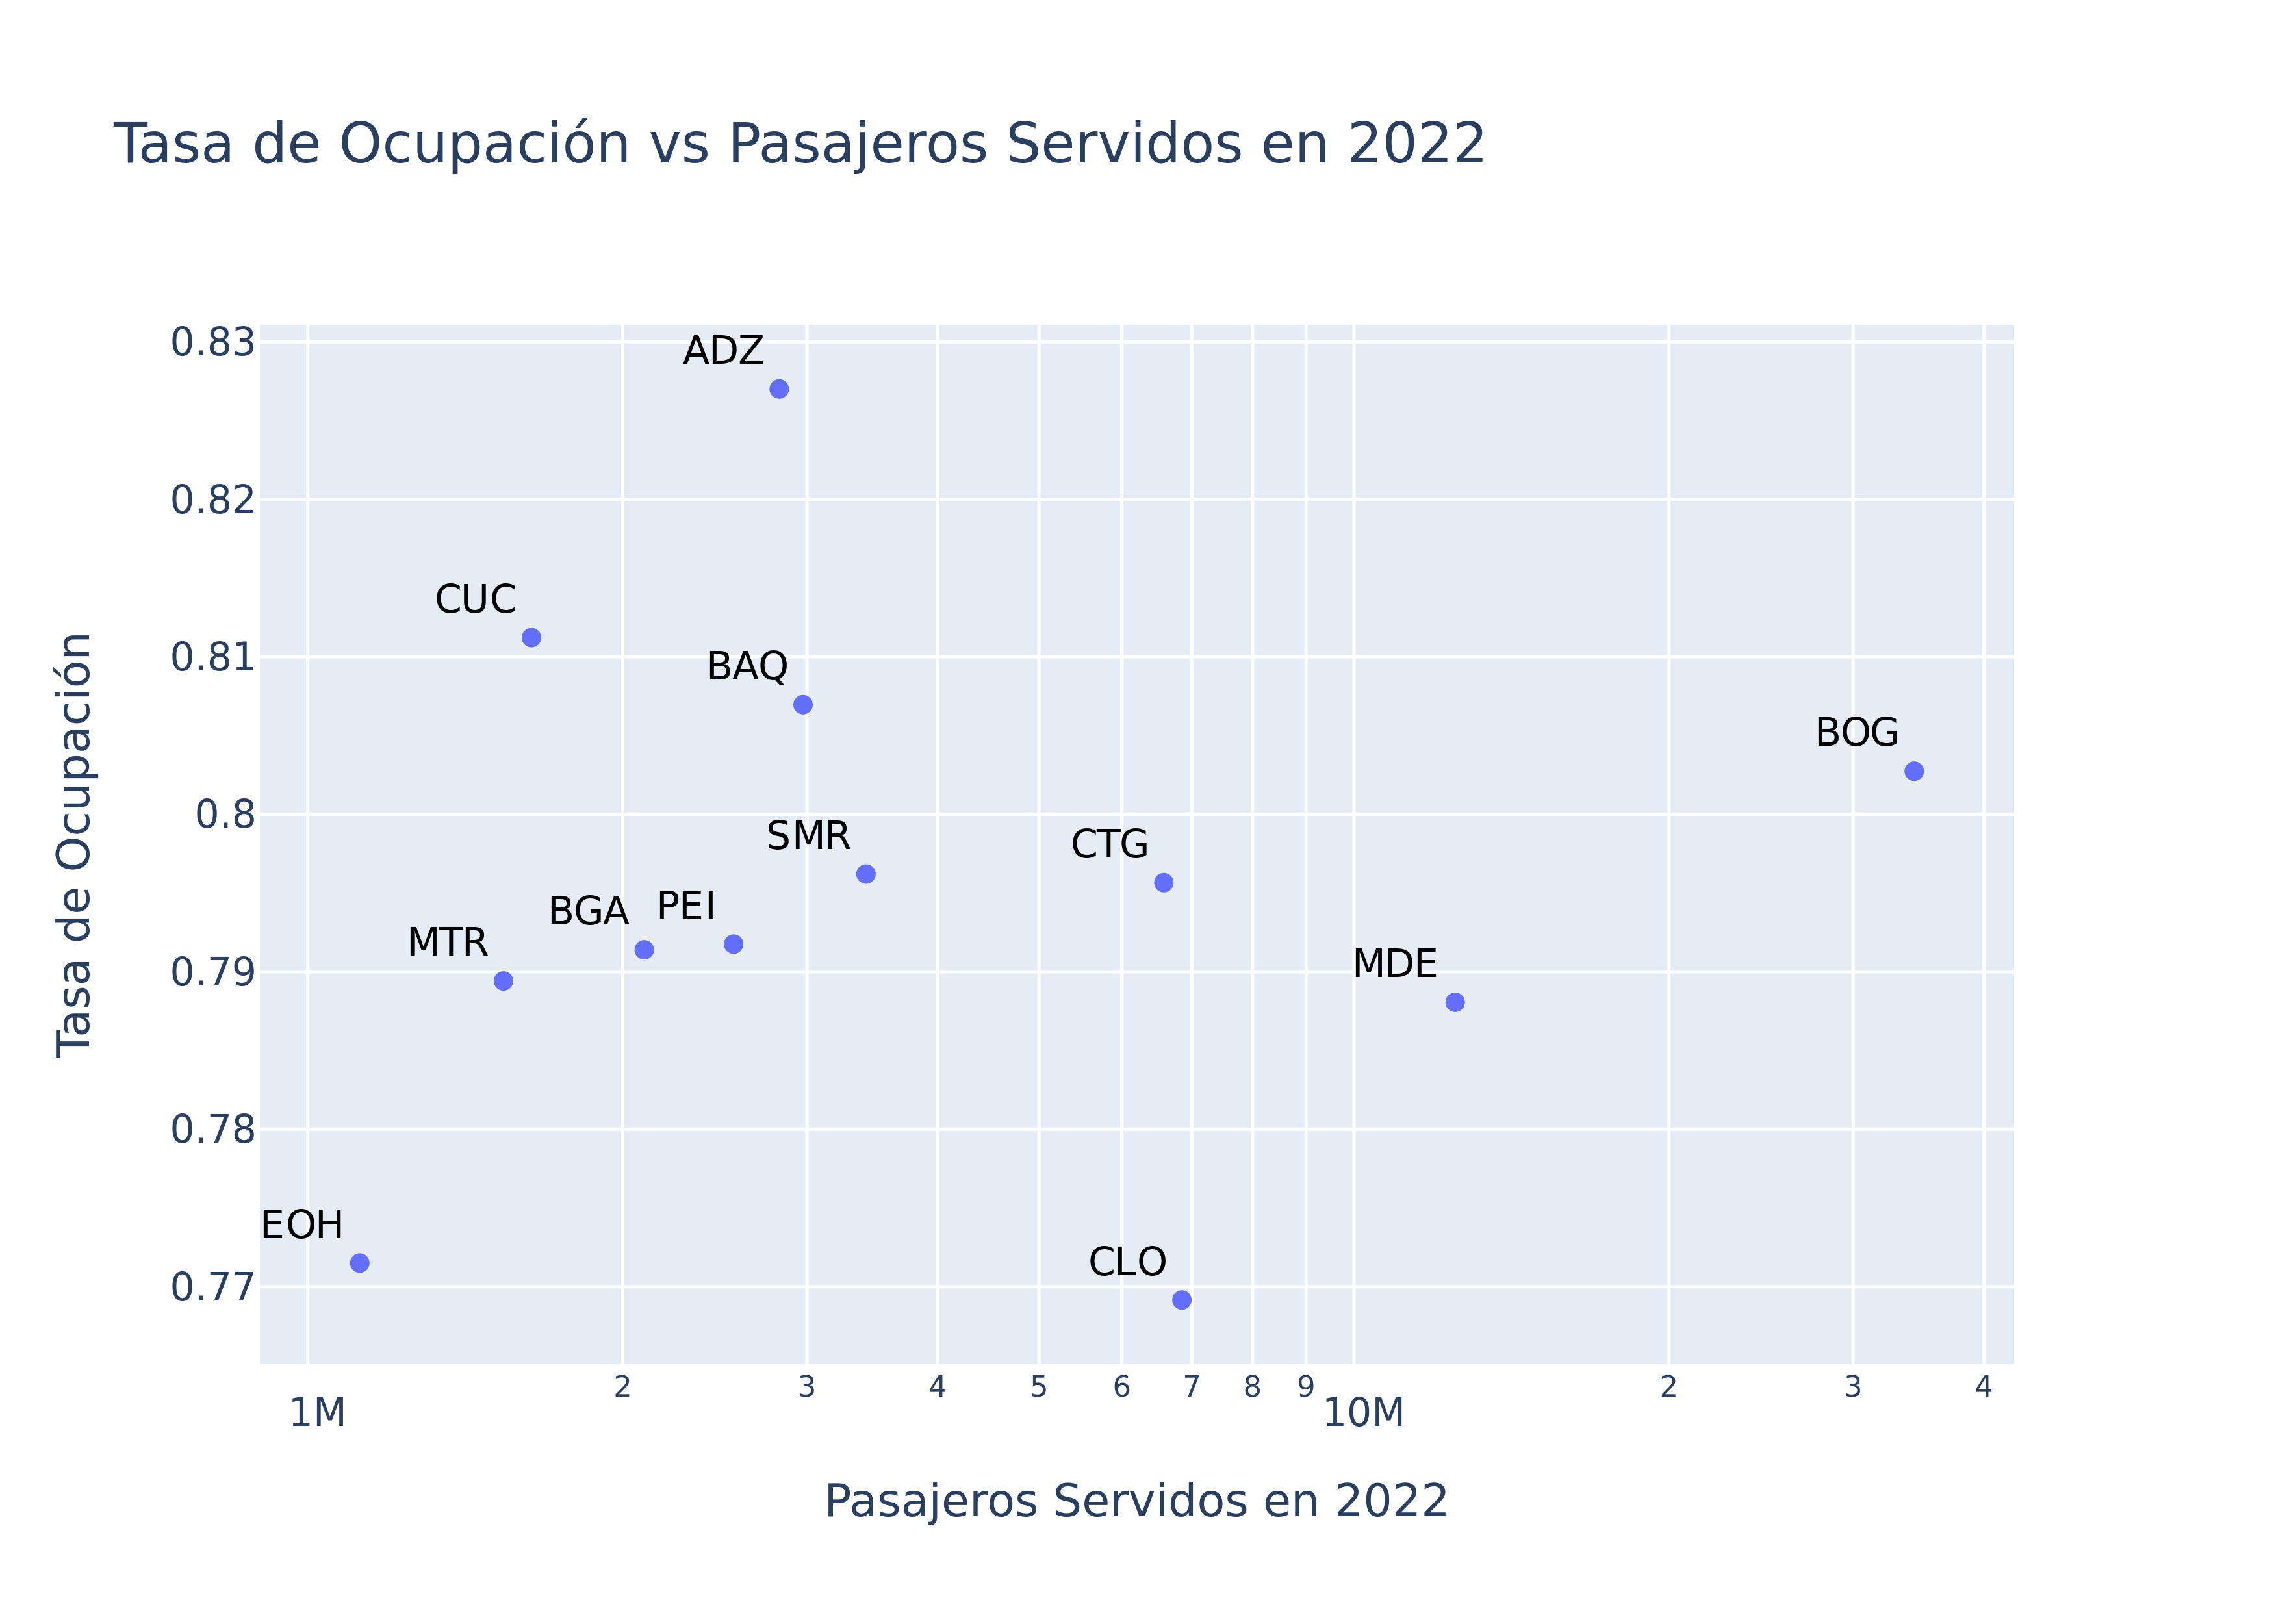 Tasa de Ocupación vs Pasajeros Servidos en 2022
0.83
ADZ
0.82
CUC
0.81
BAQ
BOG
0.8
SMR
CTG
BGA
PEI
MTR
0.79
MDE
0.78
EOH
CLO
0.77
Tasa de Ocupación
2 3 4 5 6 7 8 9 2 3 4
1M 10M
Pasajeros Servidos en 2022